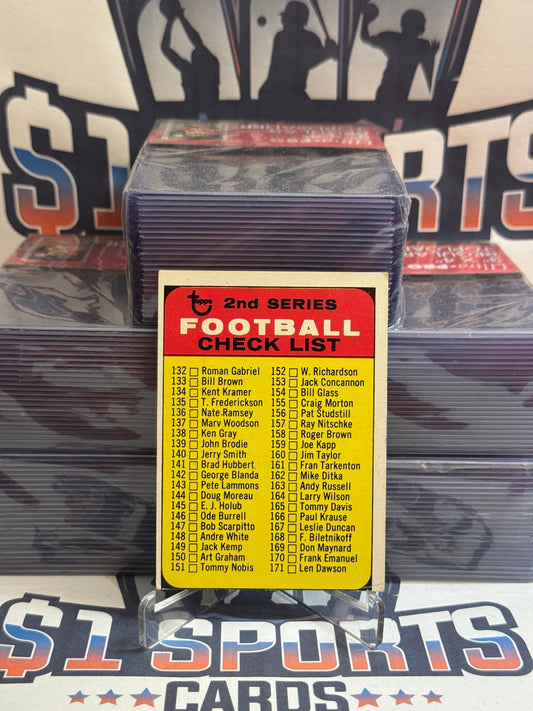 $1 SPORTS
Topps 2nd SERIES
FOOTBALL
CHECK LIST
132 Roman Gabriel
133 Bill Brown
134 Kent Kramer
135 T. Frederickson
136 Nate Ramsey
137 Marv Woodson
138 Ken Gray
139 John Brodie
140 Jerry Smith
141 Brad Hubbert
142 George Blanda
143 Pete Lammons
144 Doug Moreau
145 E. J. Holub
146 Ode Burrell
147 Bob Scarpitto
148 Andre White
149 Jack Kemp
150 Art Graham
151 Tommy Nobis
152 W. Richardson
153 Jack Concannon
154 Bill Glass
155 Craig Morton
156 Pat Studstill
157 Ray Nitschke
158 Roger Brown
159 Joe Kapp
160 Jim Taylor
161 Fran Tarkenton
162 Mike Ditka
163 Andy Russell
164 Larry Wilson
165 Tommy Davis
166 Paul Krause
167 Leslie Duncan
168 F. Biletnikoff
169 Don Maynard
170 Frank Emanuel
171 Len Dawson
$1 SPORTS
CARDS